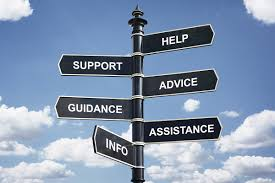 HELP
SUPPORT
ADVICE
GUIDANCE
ASSISTANCE
INFO